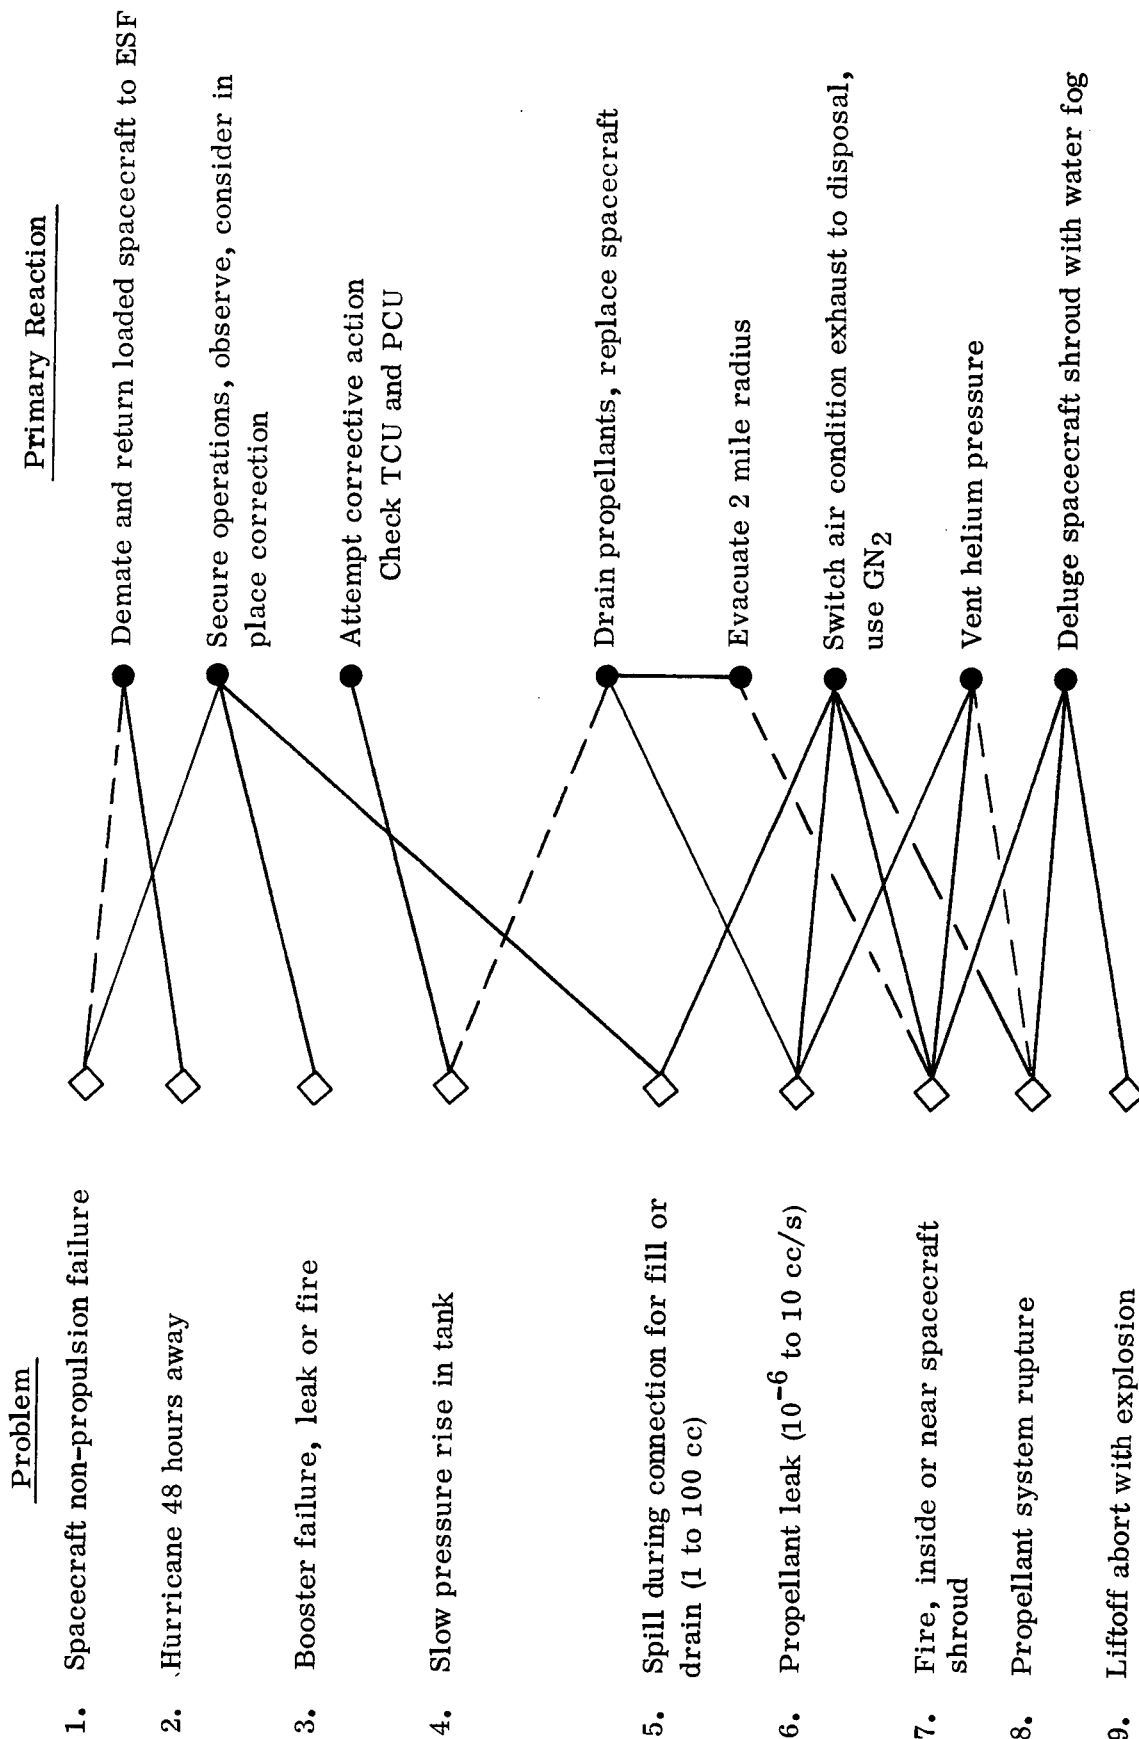 Problem
1. Spacecraft non-propulsion failure
2. Hurricane 48 hours away
3. Booster failure, leak or fire
4. Slow pressure rise in tank
5. Spill during connection for fill or
drain (1 to 100 cc)
6. Propellant leak (10⁻⁶ to 10 cc/s)
7. Fire, inside or near spacecraft
shroud
8. Propellant system rupture
9. Liftoff abort with explosion
Primary Reaction
Demate and return loaded spacecraft to ESF
Secure operations, observe, consider in
place correction
Attempt corrective action
Check TCU and PCU
Drain propellants, replace spacecraft
Evacuate 2 mile radius
Switch air condition exhaust to disposal,
use GN₂
Vent helium pressure
Deluge spacecraft shroud with water fog